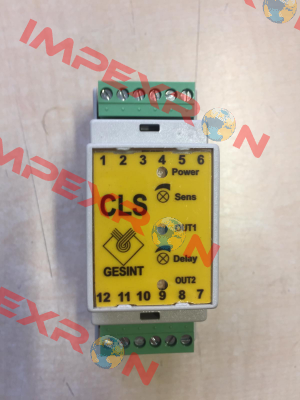 IMPEXRON
1 2 3 4 5 6
Power
CLS
Sens
OUT1
Delay
GESINT
OUT2
12 11 10 9 8 7
IMPEXRON